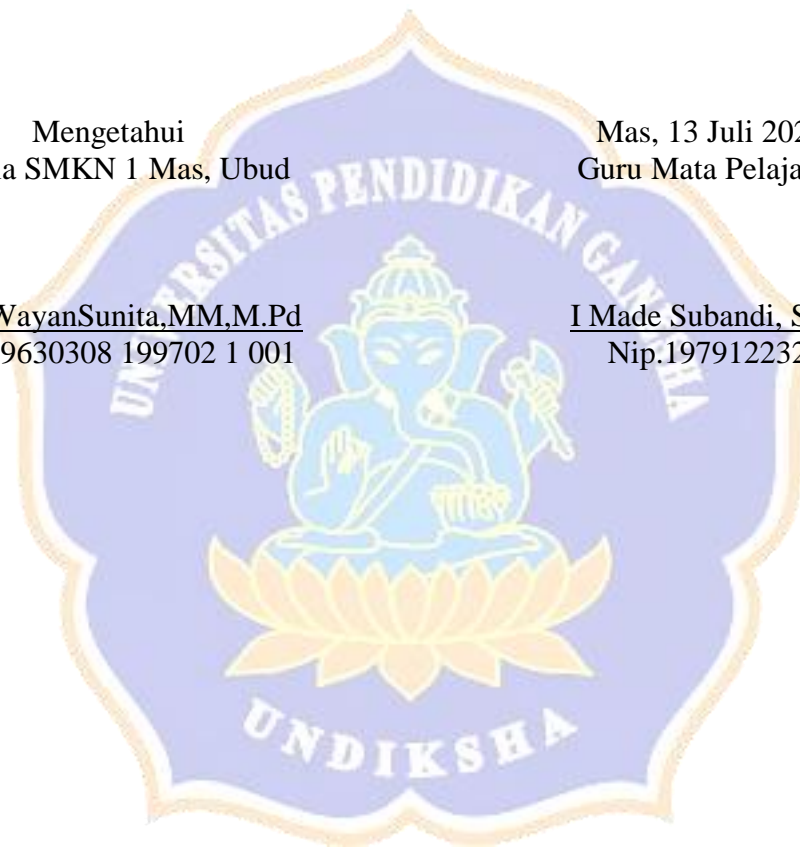 Mengetahui
la SMKN 1 Mas, Ubud
WayanSunita,MM,M.Pd
9630308 199702 1 001
Mas, 13 Juli 202
Guru Mata Pelaja
I Made Subandi, S
Nip.197912232
UNIVERSITAS PENDIDIKAN GANESHA
UNDIKSHA